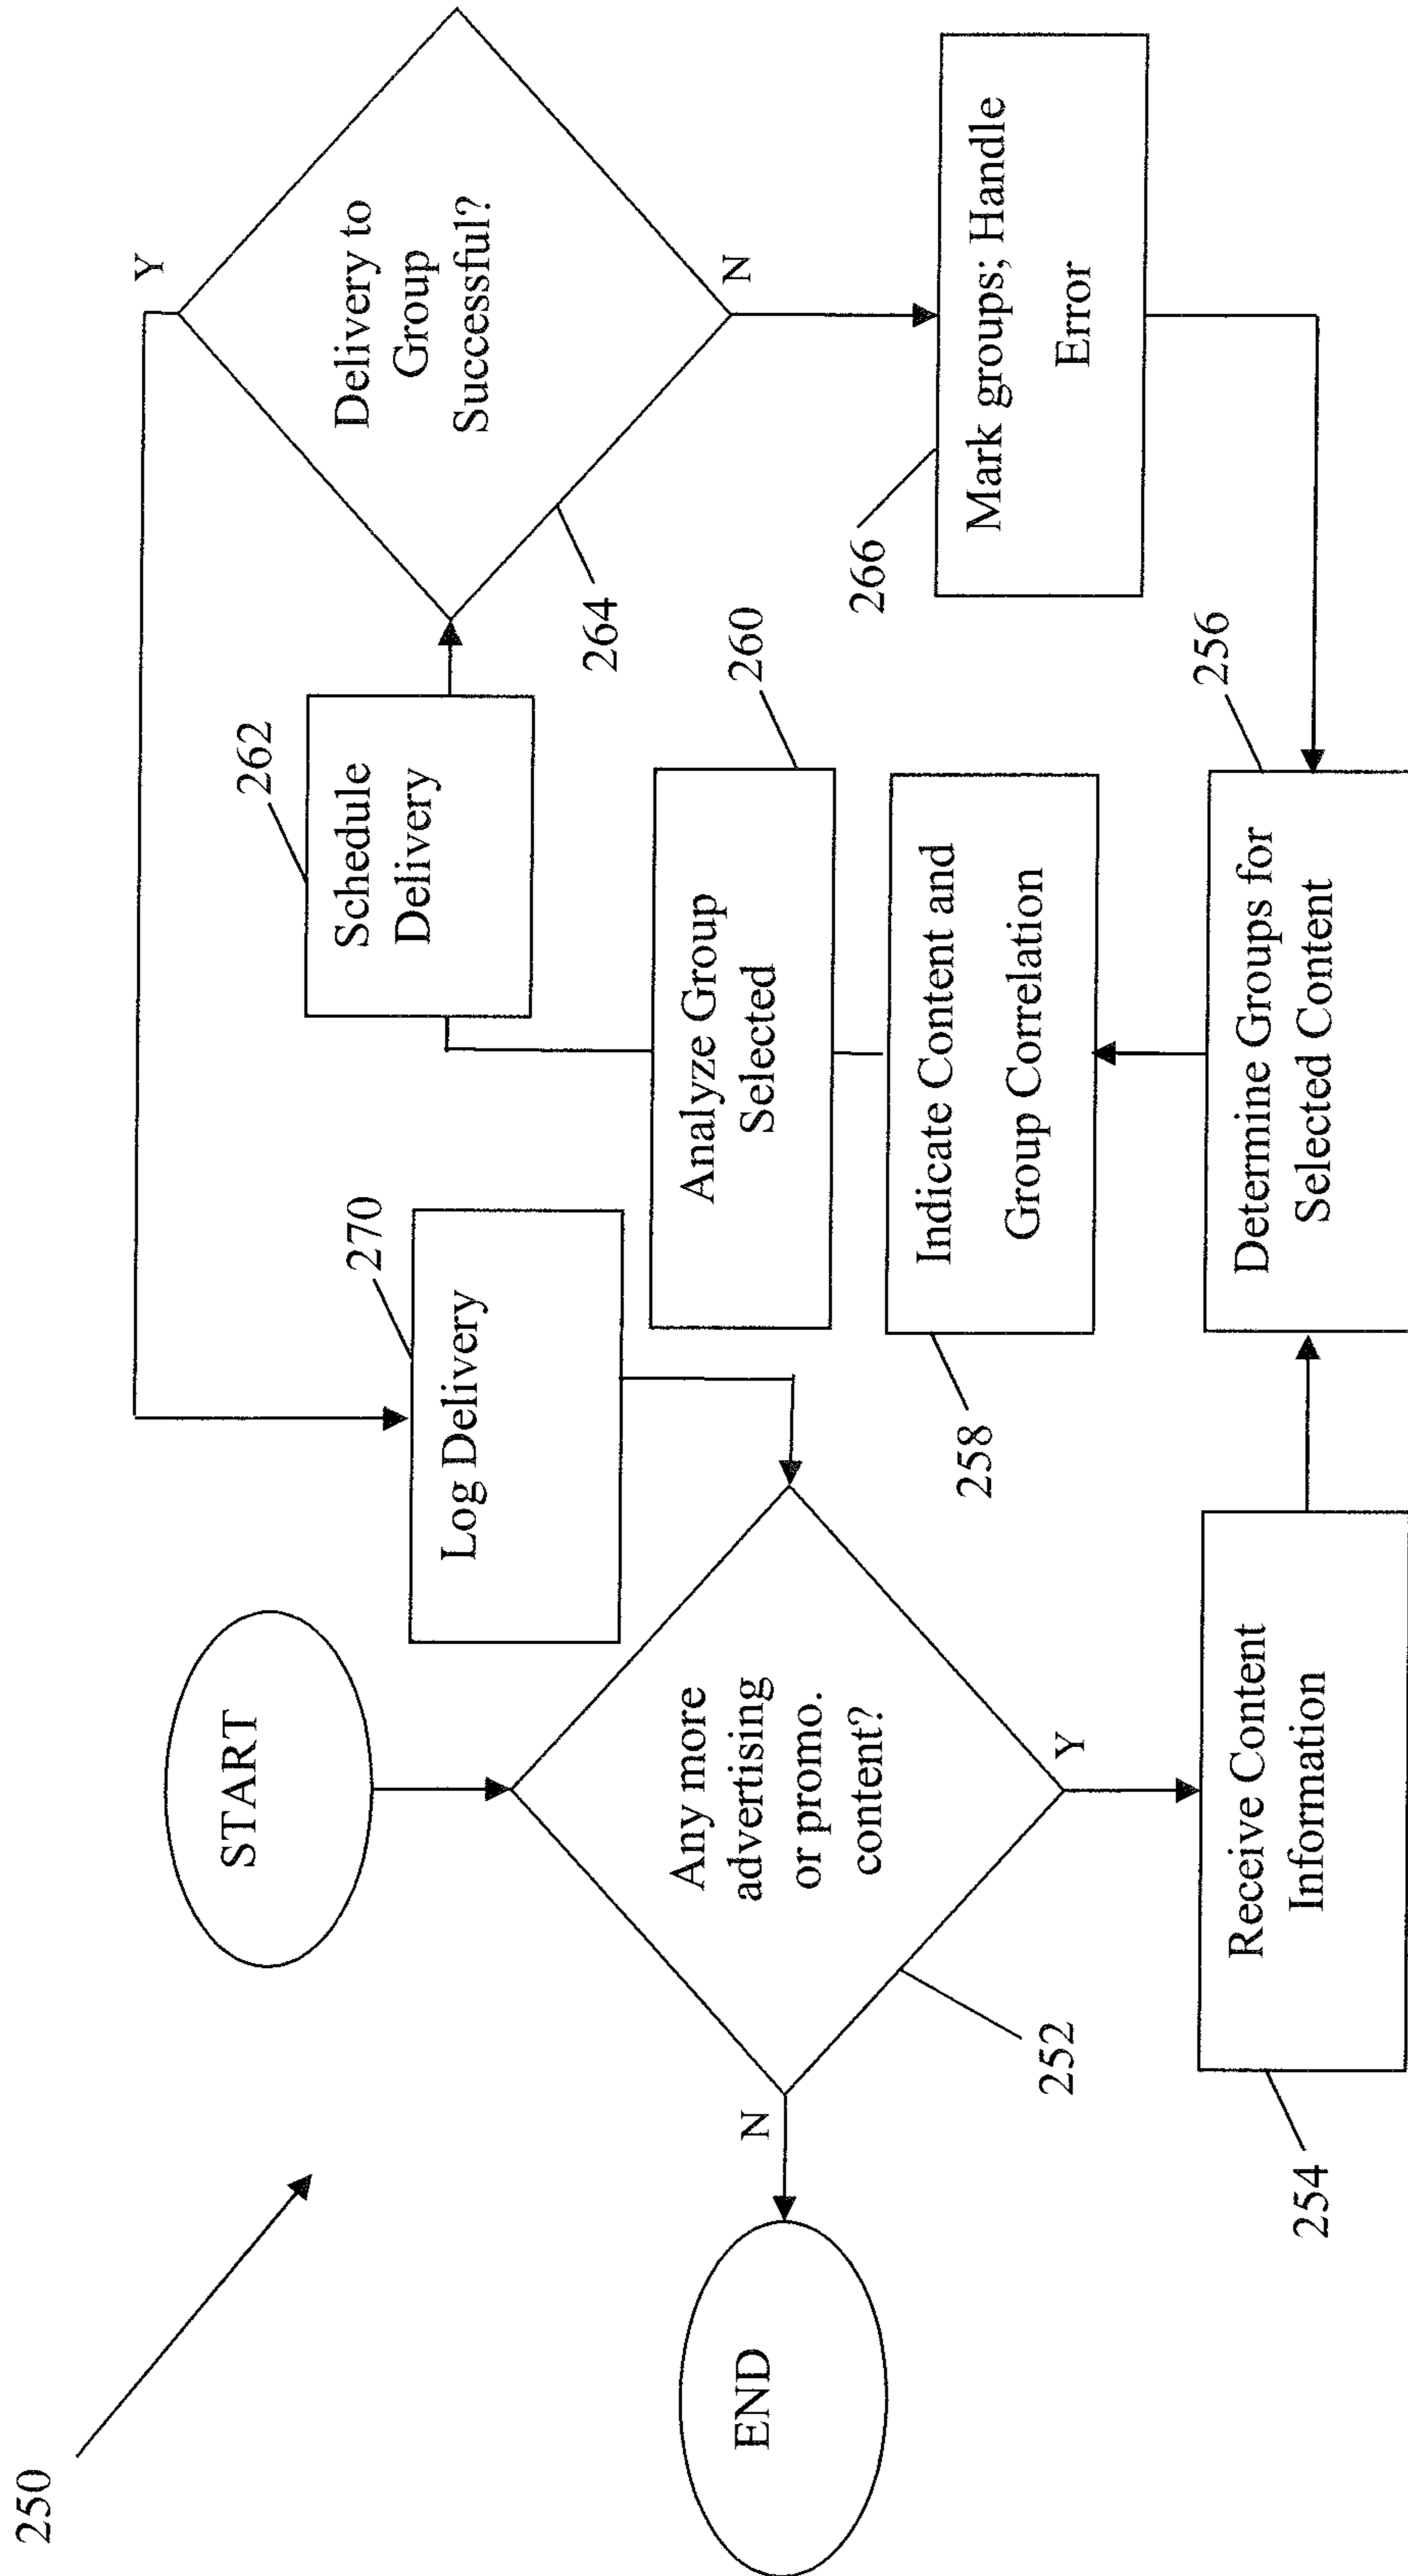 250
START
Any more
advertising
or promo.
content?
252
N
END
Y
Receive Content
Information
254
Determine Groups for
Selected Content
256
Indicate Content and
Group Correlation
258
Analyze Group
Selected
260
Schedule
Delivery
262
Delivery to
Group
Successful?
264
N
Mark groups; Handle
Error
266
Y
Log Delivery
270